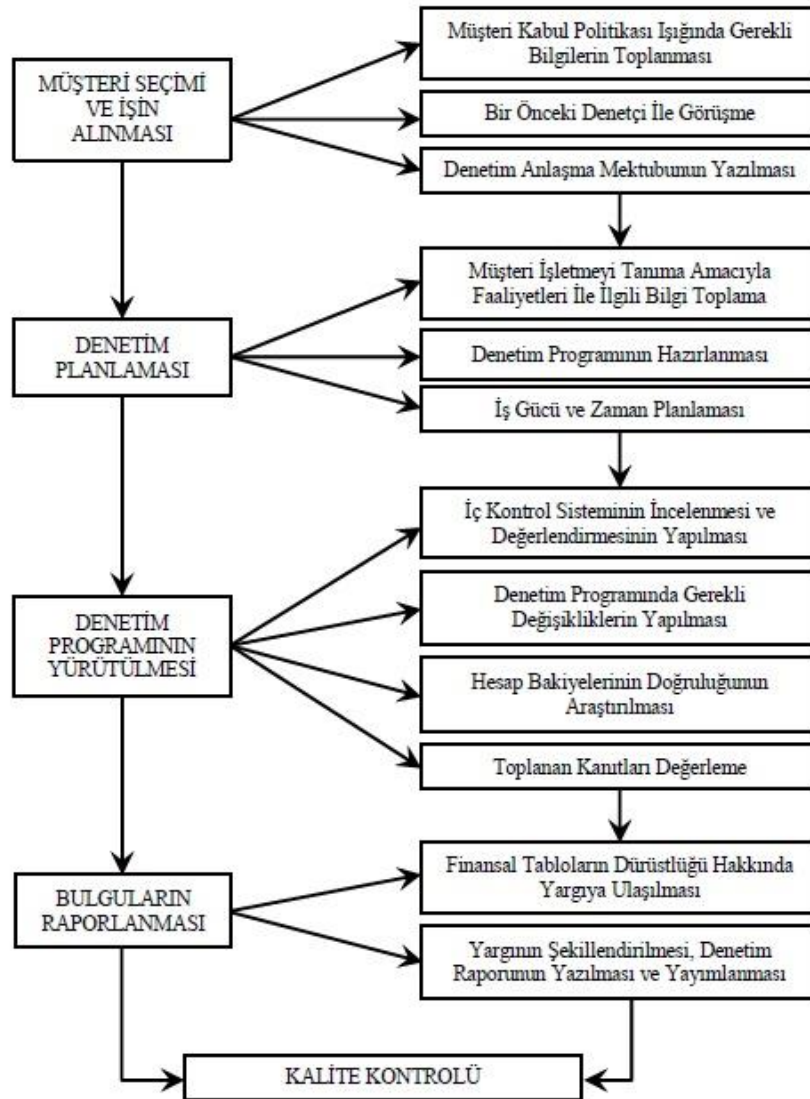 MÜŞTERİ SEÇİMİ
VE İŞİN
ALINMASI
Müşteri Kabul Politikası Işığında Gerekli
Bilgilerin Toplanması
Bir Önceki Denetçi İle Görüşme
Denetim Anlaşma Mektubunun Yazılması
DENETİM
PLANLAMASI
Müşteri İşletmeyi Tanıma Amacıyla
Faaliyetleri İle İlgili Bilgi Toplama
Denetim Programının Hazırlanması
İş Gücü ve Zaman Planlaması
DENETİM
PROGRAMININ
YÜRÜTÜLMESİ
İç Kontrol Sisteminin İncelenmesi ve
Değerlendirmesinin Yapılması
Denetim Programında Gerekli
Değişikliklerin Yapılması
Hesap Bakiyelerinin Doğruluğunun
Araştırılması
Toplanan Kanıtları Değerleme
BULGULARIN
RAPORLANMASI
Finansal Tabloların Dürüstlüğü Hakkında
Yargıya Ulaşılması
Yargının Şekillendirilmesi, Denetim
Raporunun Yazılması ve Yayımlanması
KALİTE KONTROLÜ